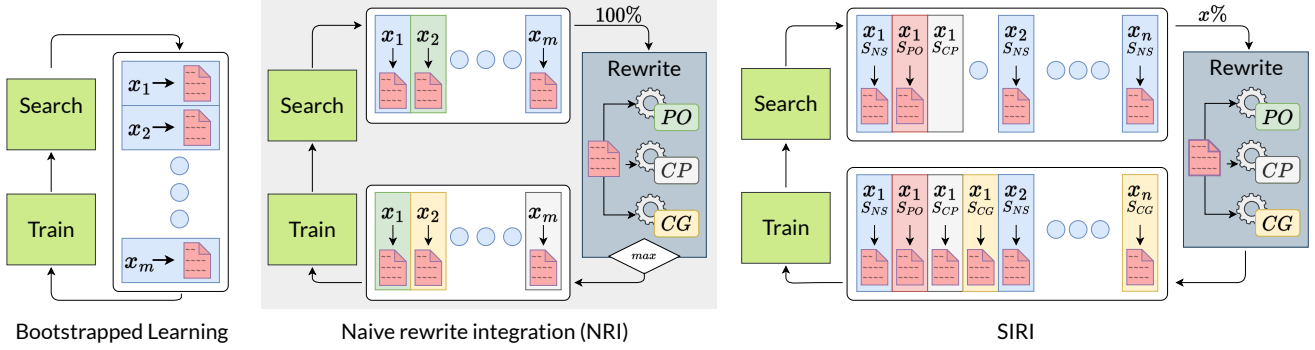 Search
Train
x1
x2
xm
Bootstrapped Learning
100%
x1 x2 xm
Search
Rewrite
PO
CP
CG
Train
x1 x2 xm
max
Naive rewrite integration (NRI)
x%
x1 x1 x1 x2 xn
SNS SPO SCP SNS SNS
Search
Rewrite
PO
CP
CG
Train
x1 x1 x1 x1 x2 xn
SNS SPO SCP SCG SNS SCG
SIRI